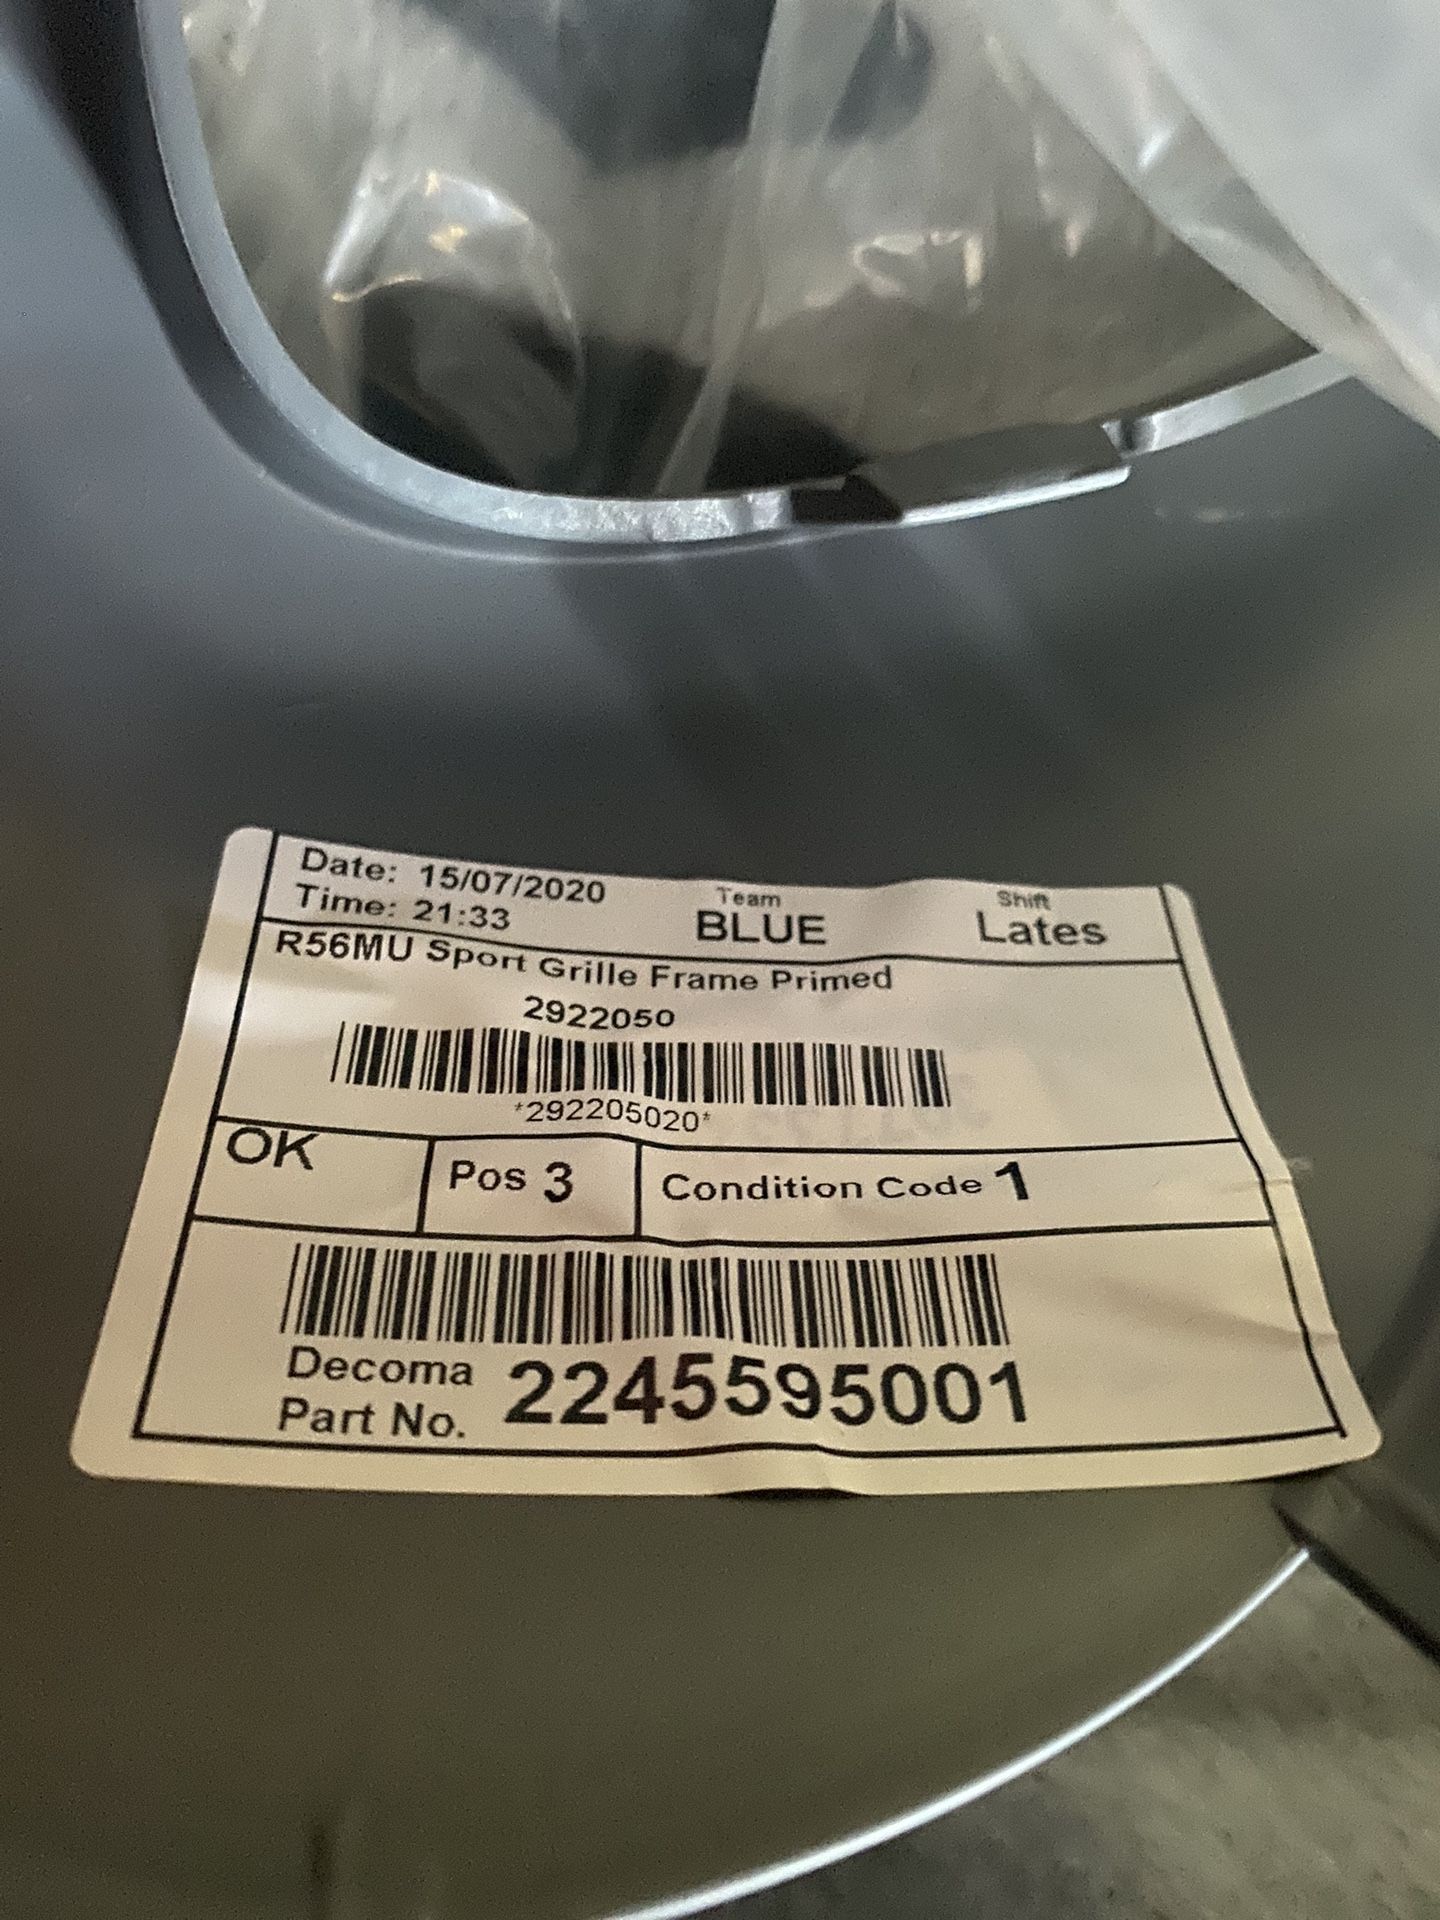 Date: 15/07/2020
Time: 21:33
Team
BLUE
Shift
Lates
R56MU Sport Grille Frame Primed
2922050
*292205020*
OK
Pos 3
Condition Code 1
Decoma
Part No. 2245595001